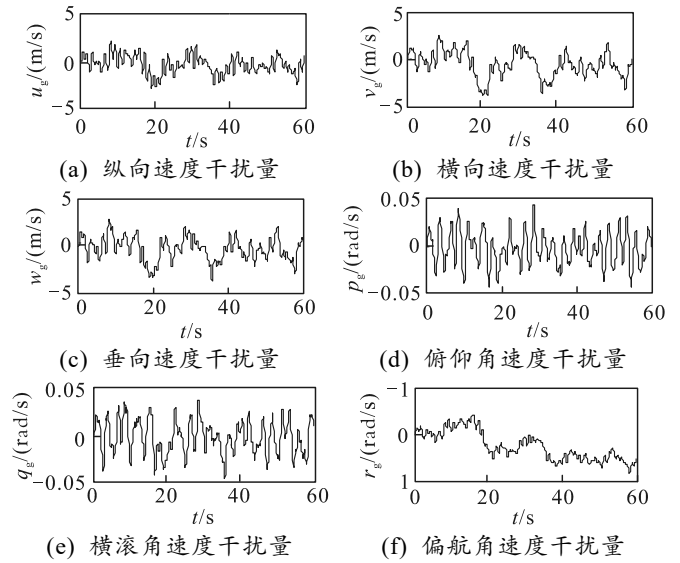 5
0
−5
u_g/(m/s)
0 20 40 60
t/s
(a) 纵向速度干扰量
5
0
−5
v_g/(m/s)
0 20 40 60
t/s
(b) 横向速度干扰量
5
0
−5
w_g/(m/s)
0 20 40 60
t/s
(c) 垂向速度干扰量
0.05
0
−0.05
p_g/(rad/s)
0 20 40 60
t/s
(d) 俯仰角速度干扰量
0.05
0
−0.05
q_g/(rad/s)
0 20 40 60
t/s
(e) 横滚角速度干扰量
−1
0
1
r_g/(rad/s)
0 20 40 60
t/s
(f) 偏航角速度干扰量